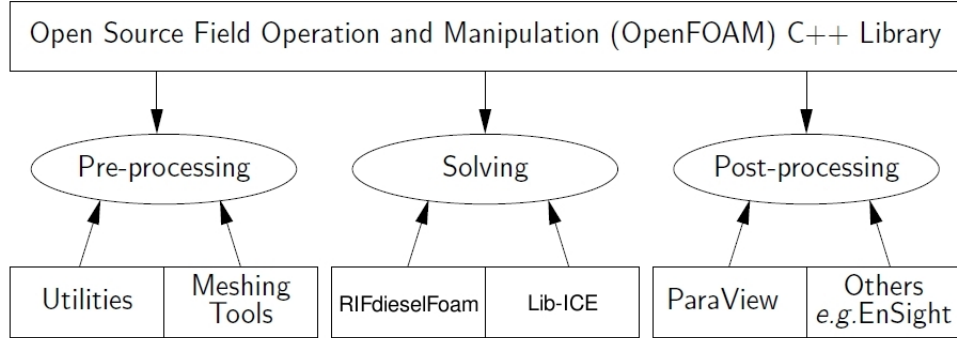 Open Source Field Operation and Manipulation (OpenFOAM) C++ Library
Pre-processing
Solving
Post-processing
Utilities
Meshing
Tools
RIFdieselFoam
Lib-ICE
ParaView
Others
e.g.EnSight